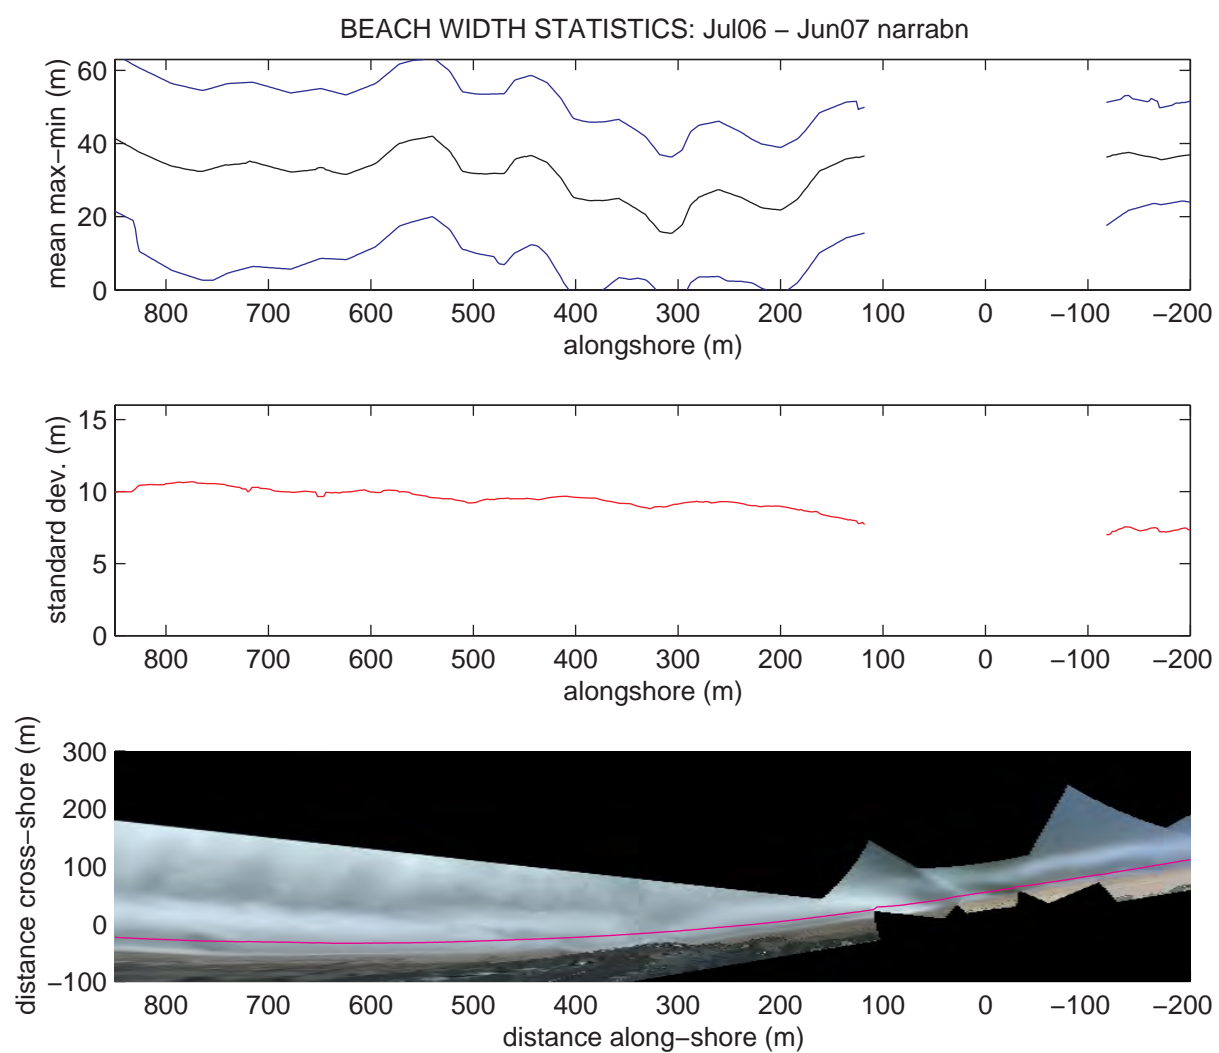 BEACH WIDTH STATISTICS: Jul06 – Jun07 narrabn
mean max–min (m)
60
40
20
0
800 700 600 500 400 300 200 100 0 –100 –200
alongshore (m)
standard dev. (m)
15
10
5
0
800 700 600 500 400 300 200 100 0 –100 –200
alongshore (m)
distance cross–shore (m)
300
200
100
0
–100
800 700 600 500 400 300 200 100 0 –100 –200
distance along–shore (m)